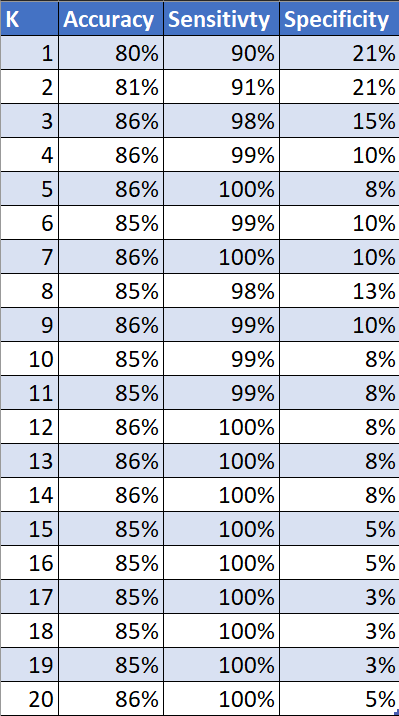 K Accuracy Sensitivty Specificity
1 80% 90% 21%
2 81% 91% 21%
3 86% 98% 15%
4 86% 99% 10%
5 86% 100% 8%
6 85% 99% 10%
7 86% 100% 10%
8 85% 98% 13%
9 86% 99% 10%
10 85% 99% 8%
11 85% 99% 8%
12 86% 100% 8%
13 86% 100% 8%
14 86% 100% 8%
15 85% 100% 5%
16 85% 100% 5%
17 85% 100% 3%
18 85% 100% 3%
19 85% 100% 3%
20 86% 100% 5%